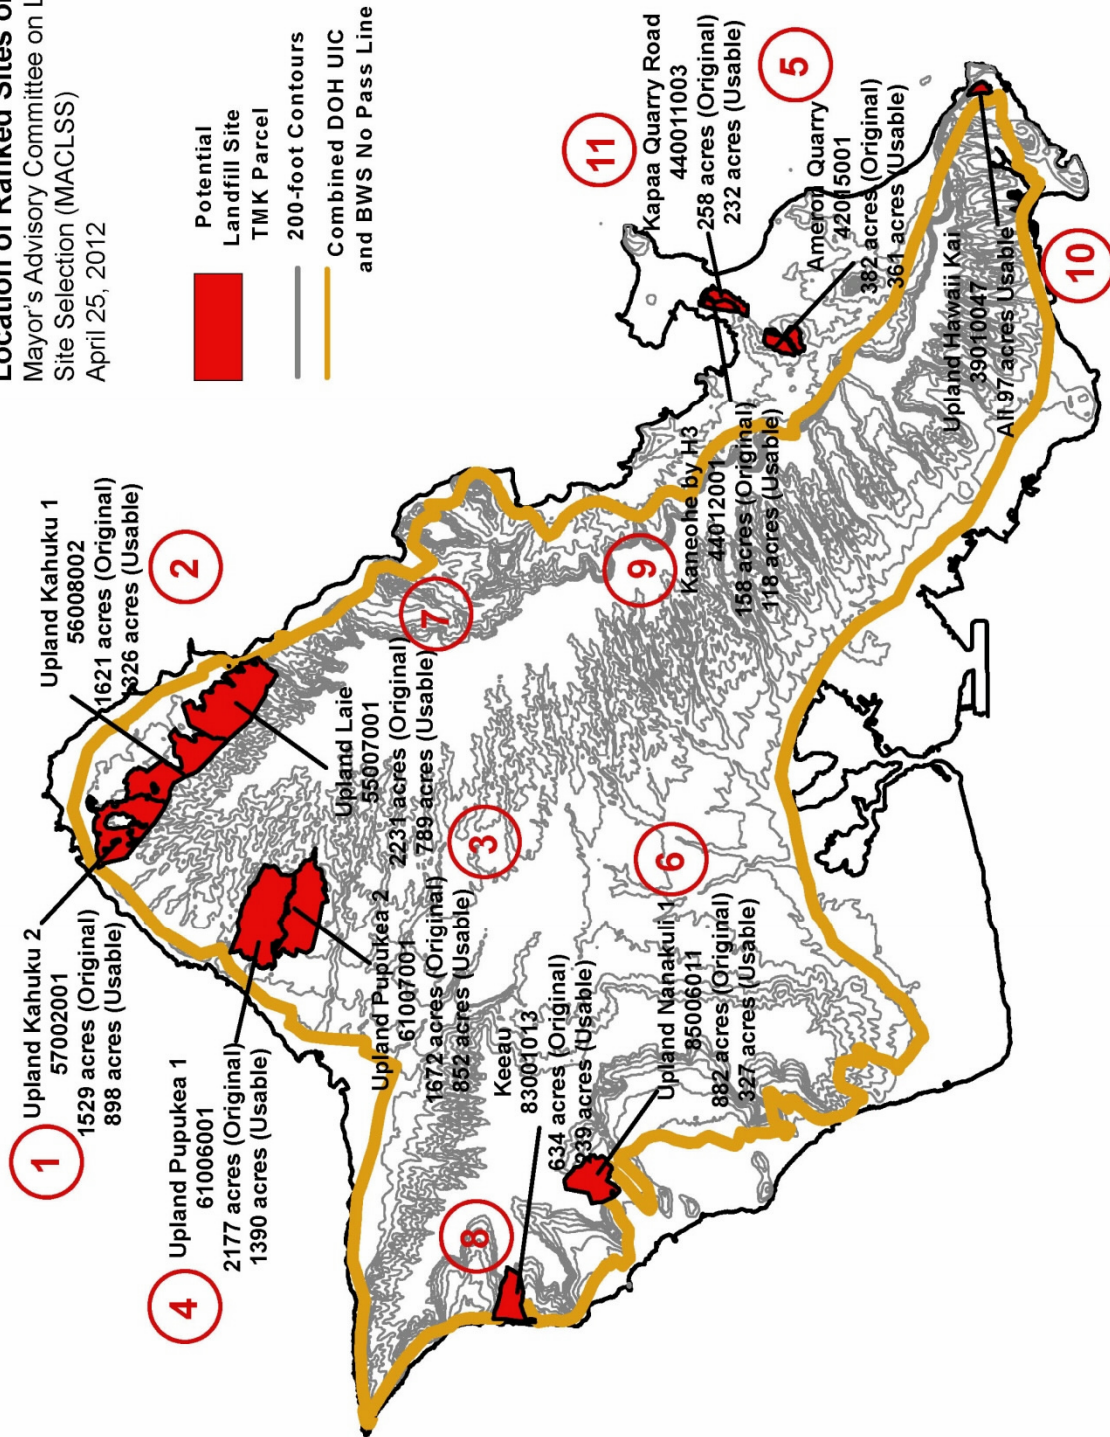 Location of Ranked Sites
Mayor's Advisory Committee on
Site Selection (MACLSS)
April 25, 2012
Potential
Landfill Site
TMK Parcel
200-foot Contours
Combined DOH UIC
and BWS No Pass Line
1
Upland Kahuku 2
57002001
1529 acres (Original)
898 acres (Usable)
Upland Kahuku 1
56008002
1621 acres (Original)
326 acres (Usable)
2
4
Upland Pupukea 1
61006001
2177 acres (Original)
1390 acres (Usable)
Upland Laie
55007001
2231 acres (Original)
789 acres (Usable)
7
Upland Pupukea 2
61007001
1672 acres (Original)
852 acres (Usable)
3
8
Keeau
83001013
634 acres (Original)
239 acres (Usable)
Upland Nanakuli 1
85006011
882 acres (Original)
327 acres (Usable)
6
9
Kaneohe by H3
44012001
158 acres (Original)
118 acres (Usable)
11
Kapaa Quarry Road
440011003
258 acres (Original)
232 acres (Usable)
5
Ameron Quarry
42015001
382 acres (Original)
361 acres (Usable)
Upland Hawaii Kai
39010047
All 97 acres Usable
10